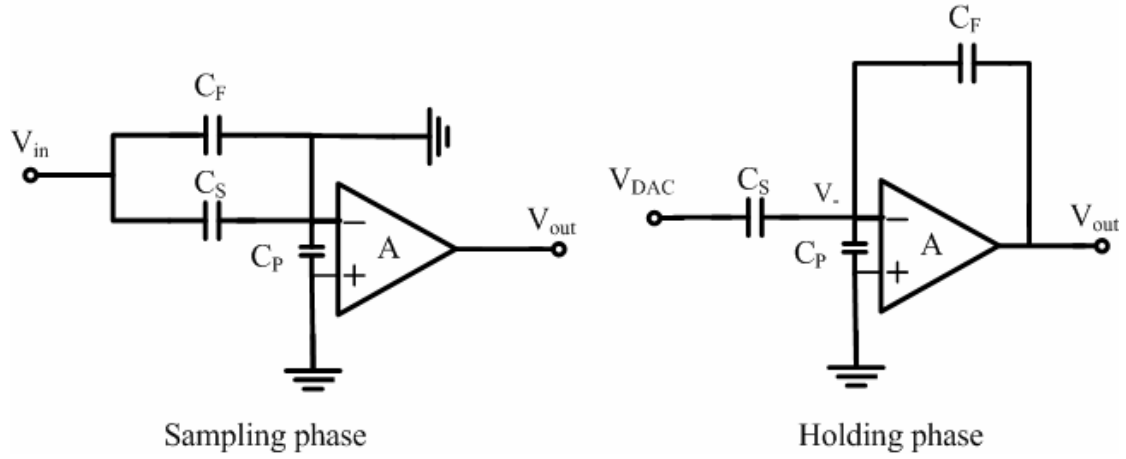 C_F
V_in
C_S
C_P
−
+
A
V_out
Sampling phase
C_F
V_DAC
C_S
V_-
C_P
−
+
A
V_out
Holding phase